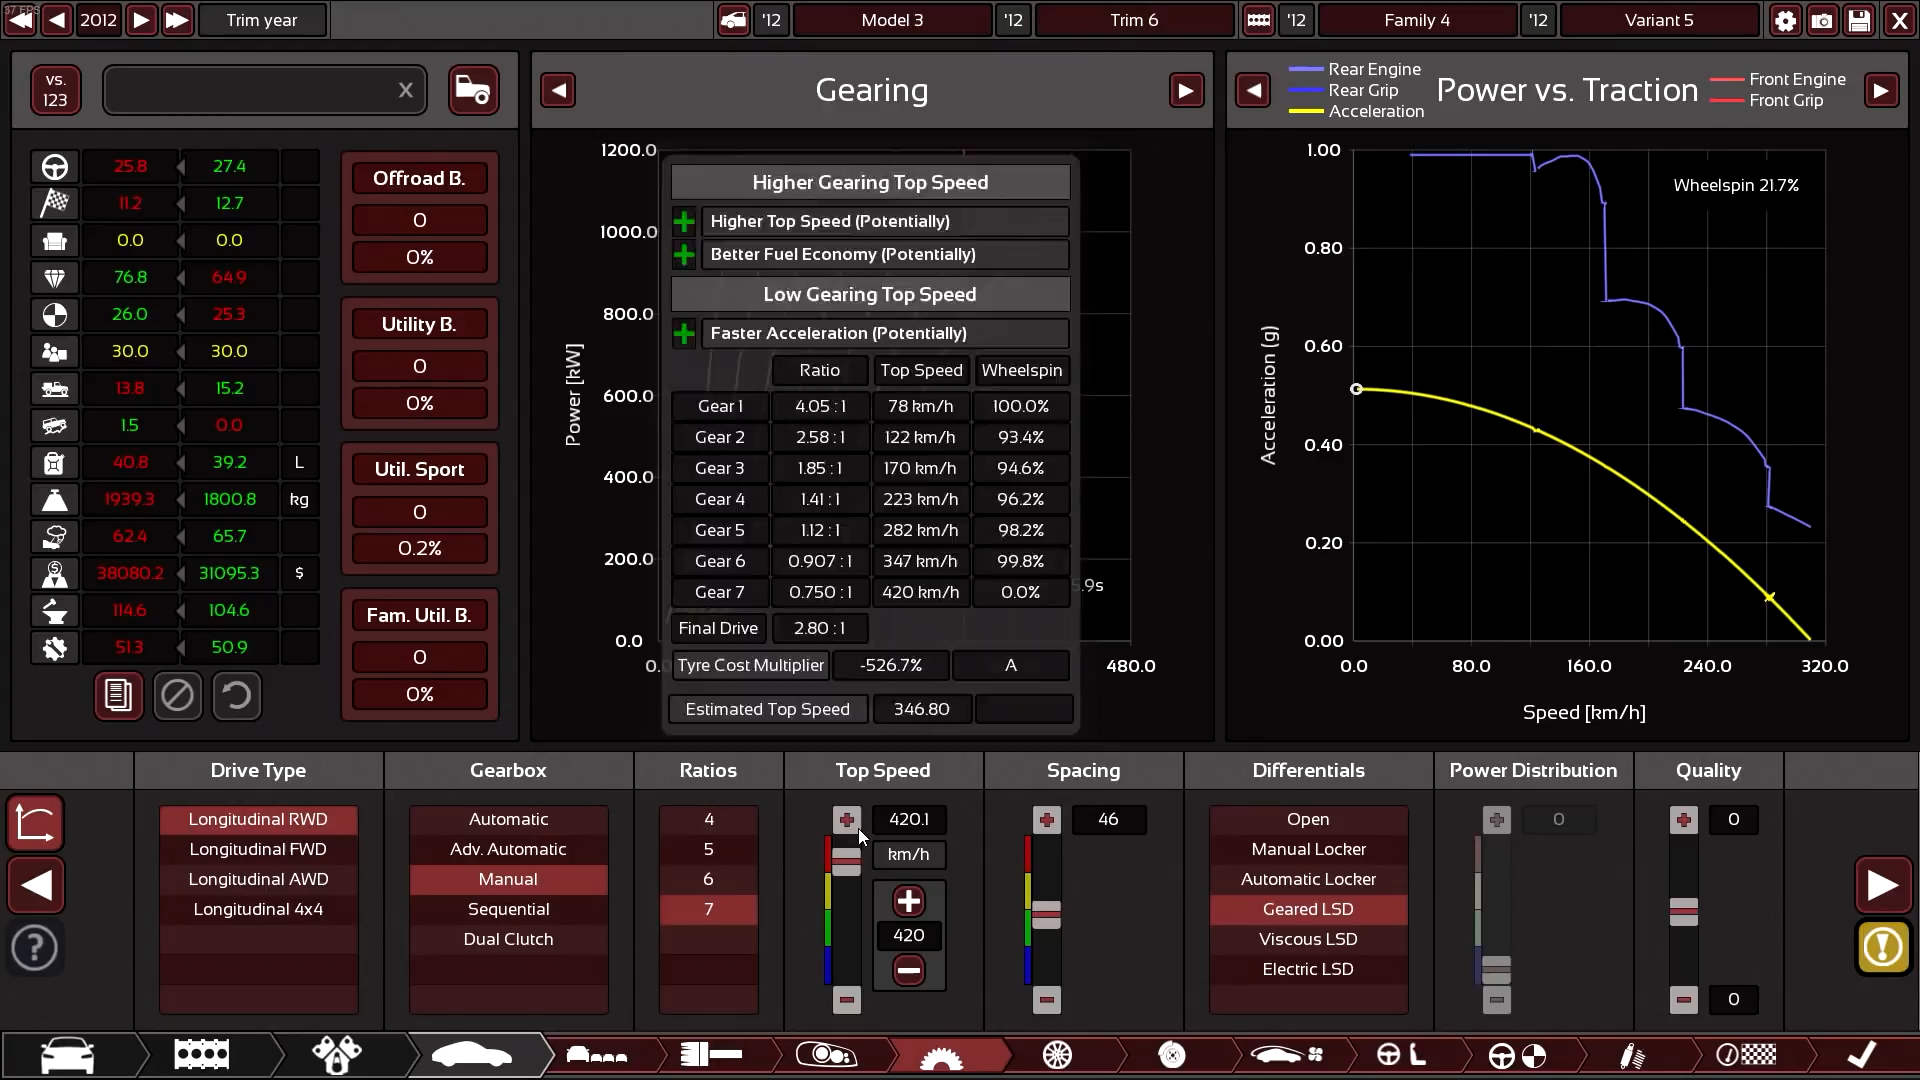 37 FPS
2012
Trim year
'12
Model 3
'12
Trim 6
'12
Family 4
'12
Variant 5
X
vs.
123
X
25.8 27.4
11.2 12.7
0.0 0.0
76.8 64.9
26.0 25.3
30.0 30.0
13.8 15.2
1.5 0.0
40.8 39.2 L
1939.3 1800.8 kg
62.4 65.7
38080.2 31095.3 $
114.6 104.6
51.3 50.9
Offroad B.
0
0%
Utility B.
0
0%
Util. Sport
0
0.2%
Fam. Util. B.
0
0%
Gearing
1200.0
1000.0
800.0
600.0
400.0
200.0
0.0
Power [kW]
480.0
Higher Gearing Top Speed
Higher Top Speed (Potentially)
Better Fuel Economy (Potentially)
Low Gearing Top Speed
Faster Acceleration (Potentially)
Ratio Top Speed Wheelspin
Gear 1 4.05 : 1 78 km/h 100.0%
Gear 2 2.58 : 1 122 km/h 93.4%
Gear 3 1.85 : 1 170 km/h 94.6%
Gear 4 1.41 : 1 223 km/h 96.2%
Gear 5 1.12 : 1 282 km/h 98.2%
Gear 6 0.907 : 1 347 km/h 99.8%
Gear 7 0.750 : 1 420 km/h 0.0%
Final Drive 2.80 : 1
Tyre Cost Multiplier -526.7% A
Estimated Top Speed 346.80
Rear Engine
Rear Grip
Acceleration
Power vs. Traction
Front Engine
Front Grip
Wheelspin 21.7%
1.00
0.80
0.60
0.40
0.20
0.00
Acceleration (g)
0.0 80.0 160.0 240.0 320.0
Speed [km/h]
Drive Type
Longitudinal RWD
Longitudinal FWD
Longitudinal AWD
Longitudinal 4x4
Gearbox
Automatic
Adv. Automatic
Manual
Sequential
Dual Clutch
Ratios
4
5
6
7
Top Speed
420.1
km/h
420
Spacing
46
Differentials
Open
Manual Locker
Automatic Locker
Geared LSD
Viscous LSD
Electric LSD
Power Distribution
0
Quality
0
0
?